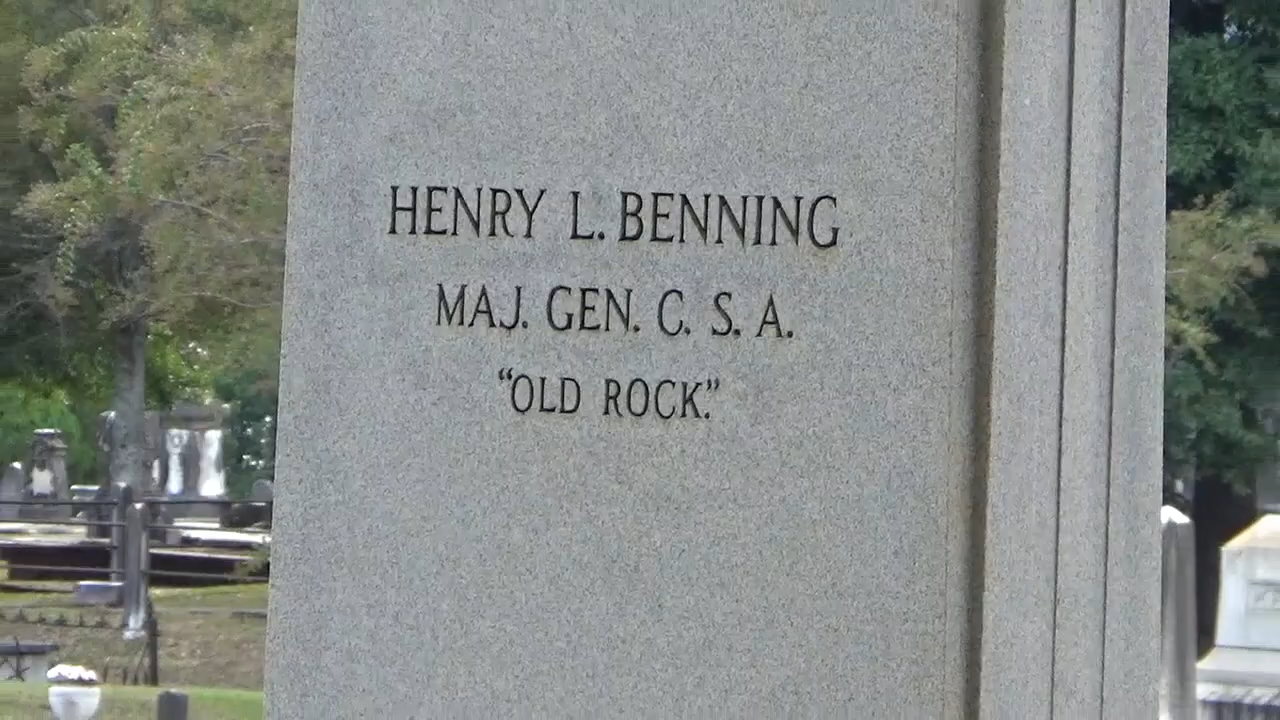 HENRY L. BENNING
MAJ. GEN. C. S. A.
“OLD ROCK.”